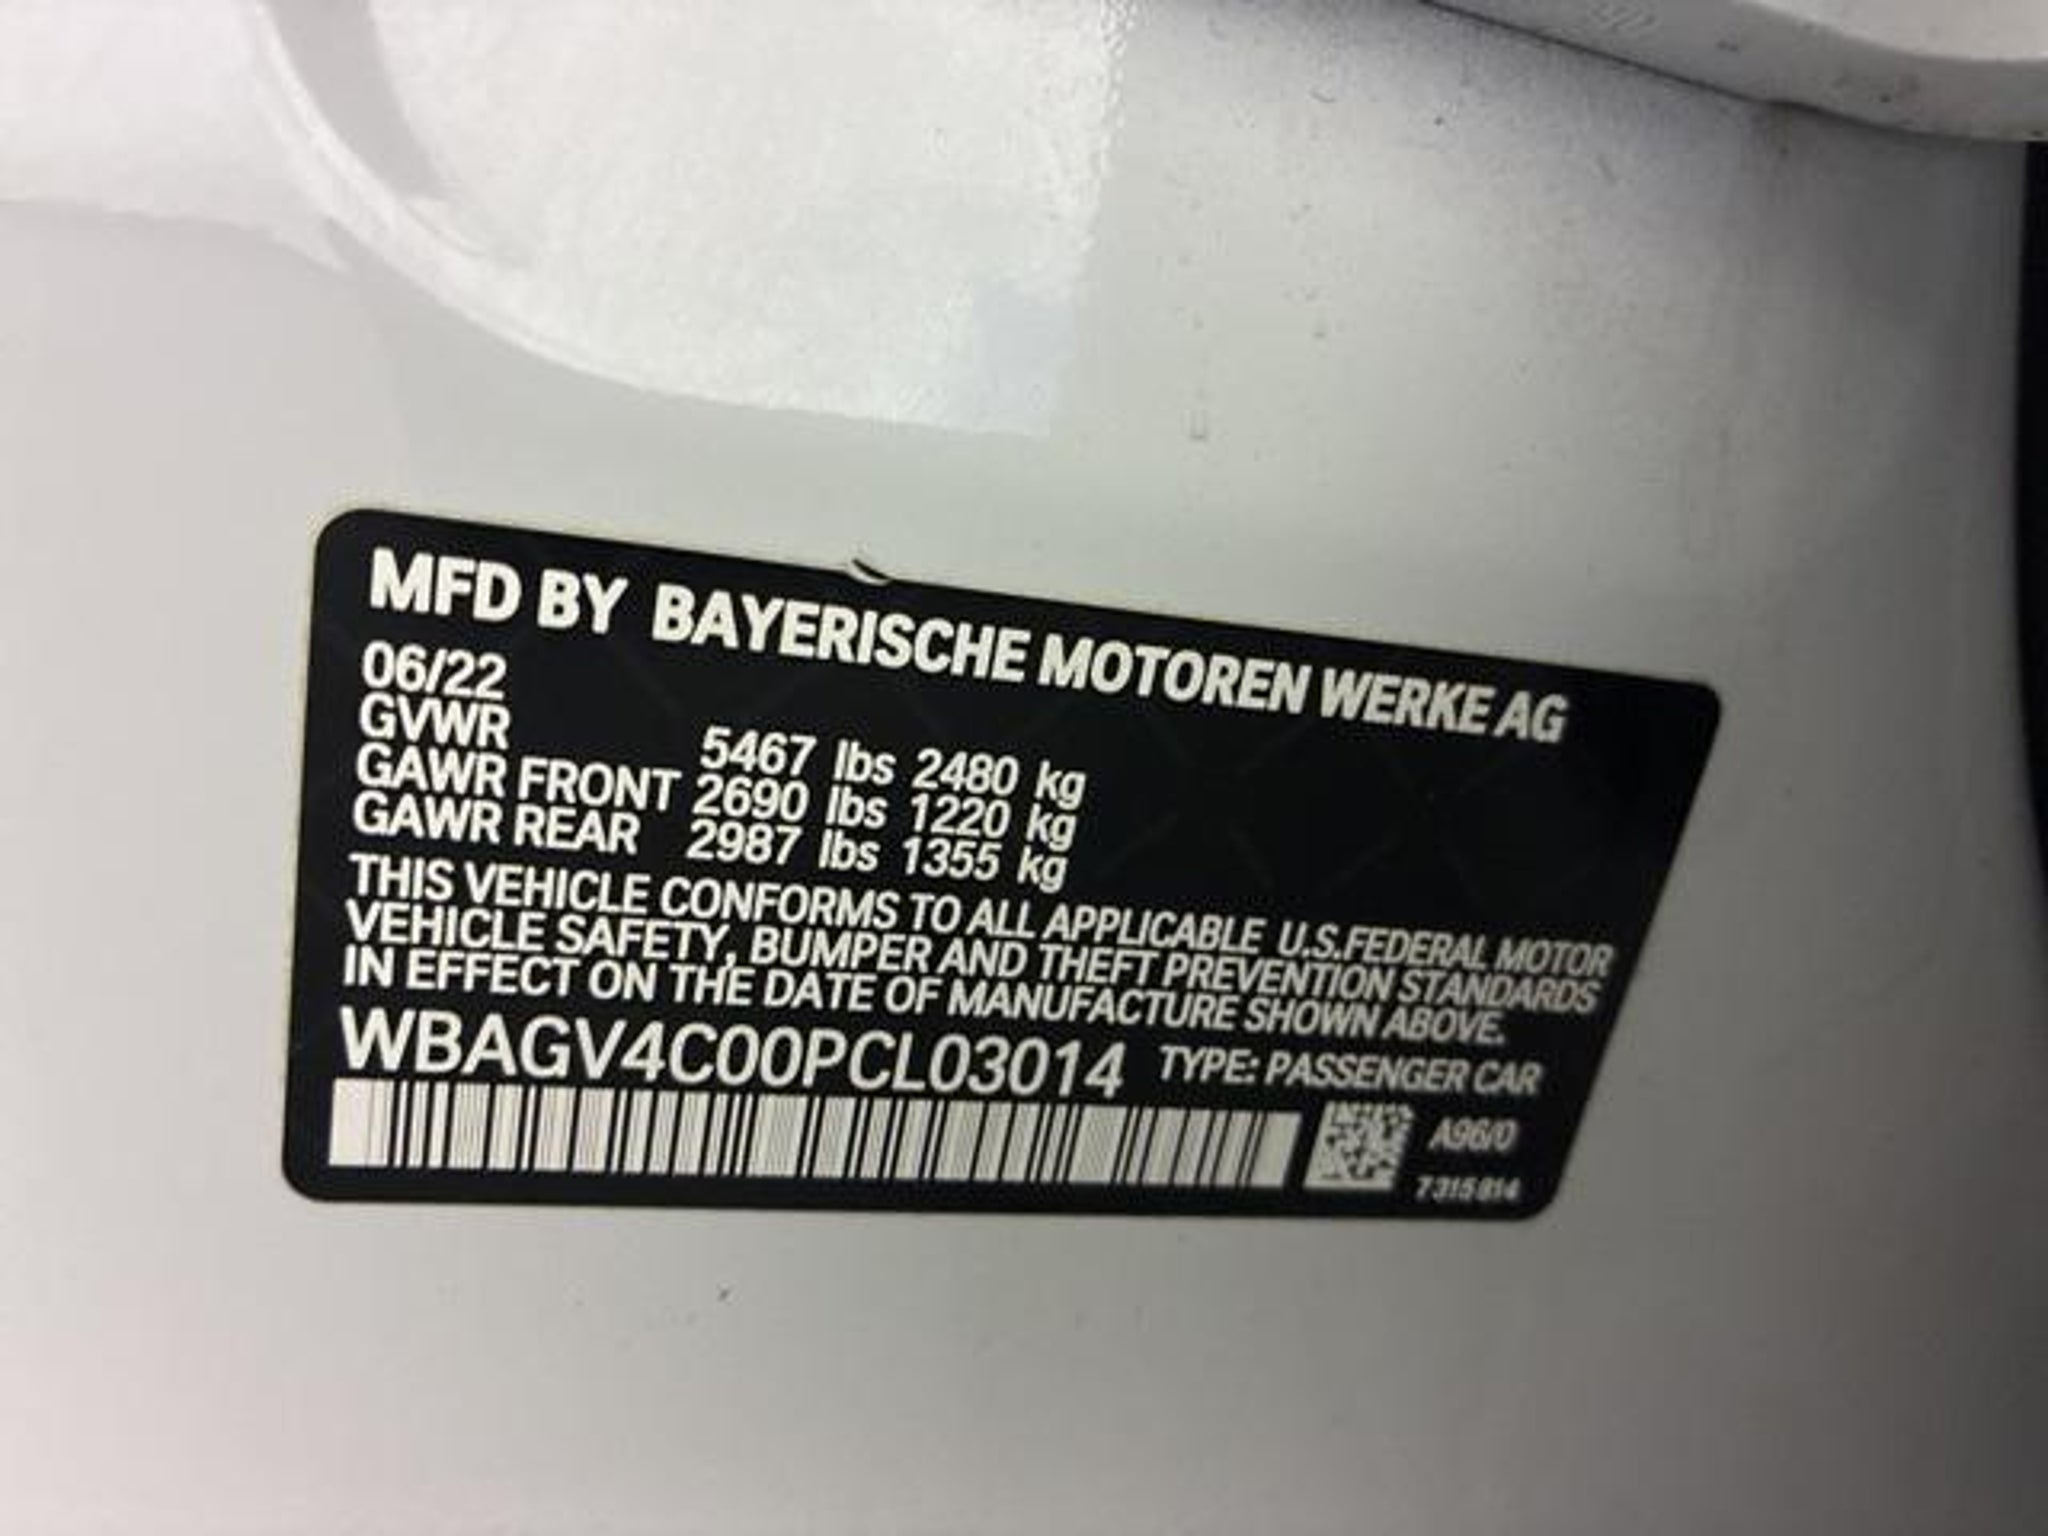 MFD BY BAYERISCHE MOTOREN WERKE AG
06/22
GVWR 5467 lbs 2480 kg
GAWR FRONT 2690 lbs 1220 kg
GAWR REAR 2987 lbs 1355 kg
THIS VEHICLE CONFORMS TO ALL APPLICABLE U.S.FEDERAL MOTOR
VEHICLE SAFETY, BUMPER AND THEFT PREVENTION STANDARDS
IN EFFECT ON THE DATE OF MANUFACTURE SHOWN ABOVE.
WBAGV4C00PCL03014 TYPE: PASSENGER CAR
A96/0
7315814